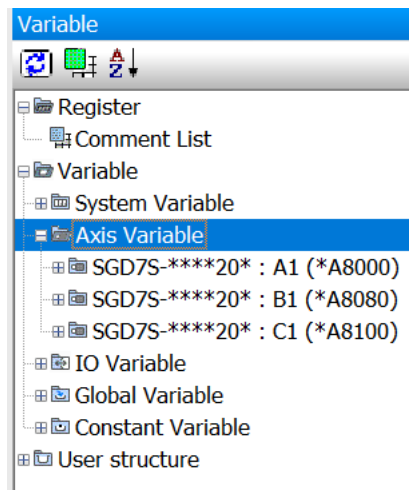 Variable
A
Z
Register
Comment List
Variable
System Variable
Axis Variable
SGD7S-****20* : A1 (*A8000)
SGD7S-****20* : B1 (*A8080)
SGD7S-****20* : C1 (*A8100)
IO Variable
Global Variable
Constant Variable
User structure